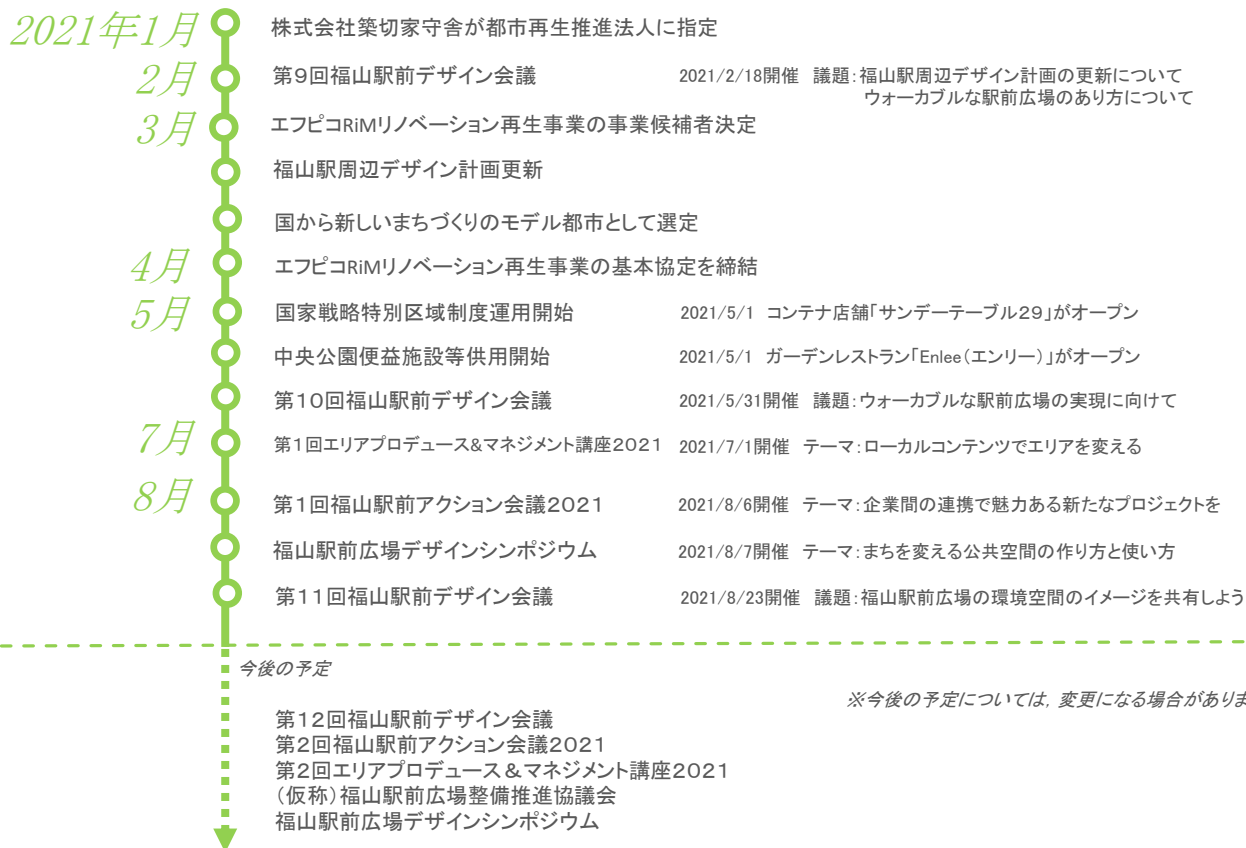 2021年1月 株式会社築切家守舎が都市再生推進法人に指定
2月 第9回福山駅前デザイン会議 2021/2/18開催 議題：福山駅周辺デザイン計画の更新について
ウォーカブルな駅前広場のあり方について
3月 エフピコRiMリノベーション再生事業の事業候補者決定
福山駅周辺デザイン計画更新
国から新しいまちづくりのモデル都市として選定
4月 エフピコRiMリノベーション再生事業の基本協定を締結
5月 国家戦略特別区域制度運用開始 2021/5/1 コンテナ店舗「サンデーテーブル29」がオープン
中央公園便益施設等供用開始 2021/5/1 ガーデンレストラン「Enlee（エンリー）」がオープン
第10回福山駅前デザイン会議 2021/5/31開催 議題：ウォーカブルな駅前広場の実現に向けて
7月 第1回エリアプロデュース&マネジメント講座2021 2021/7/1開催 テーマ：ローカルコンテンツでエリアを変える
8月 第1回福山駅前アクション会議2021 2021/8/6開催 テーマ：企業間の連携で魅力ある新たなプロジェクトを
福山駅前広場デザインシンポジウム 2021/8/7開催 テーマ：まちを変える公共空間の作り方と使い方
第11回福山駅前デザイン会議 2021/8/23開催 議題：福山駅前広場の環境空間のイメージを共有しよう
今後の予定
※今後の予定については，変更になる場合がありま
第12回福山駅前デザイン会議
第2回福山駅前アクション会議2021
第2回エリアプロデュース＆マネジメント講座2021
（仮称）福山駅前広場整備推進協議会
福山駅前広場デザインシンポジウム